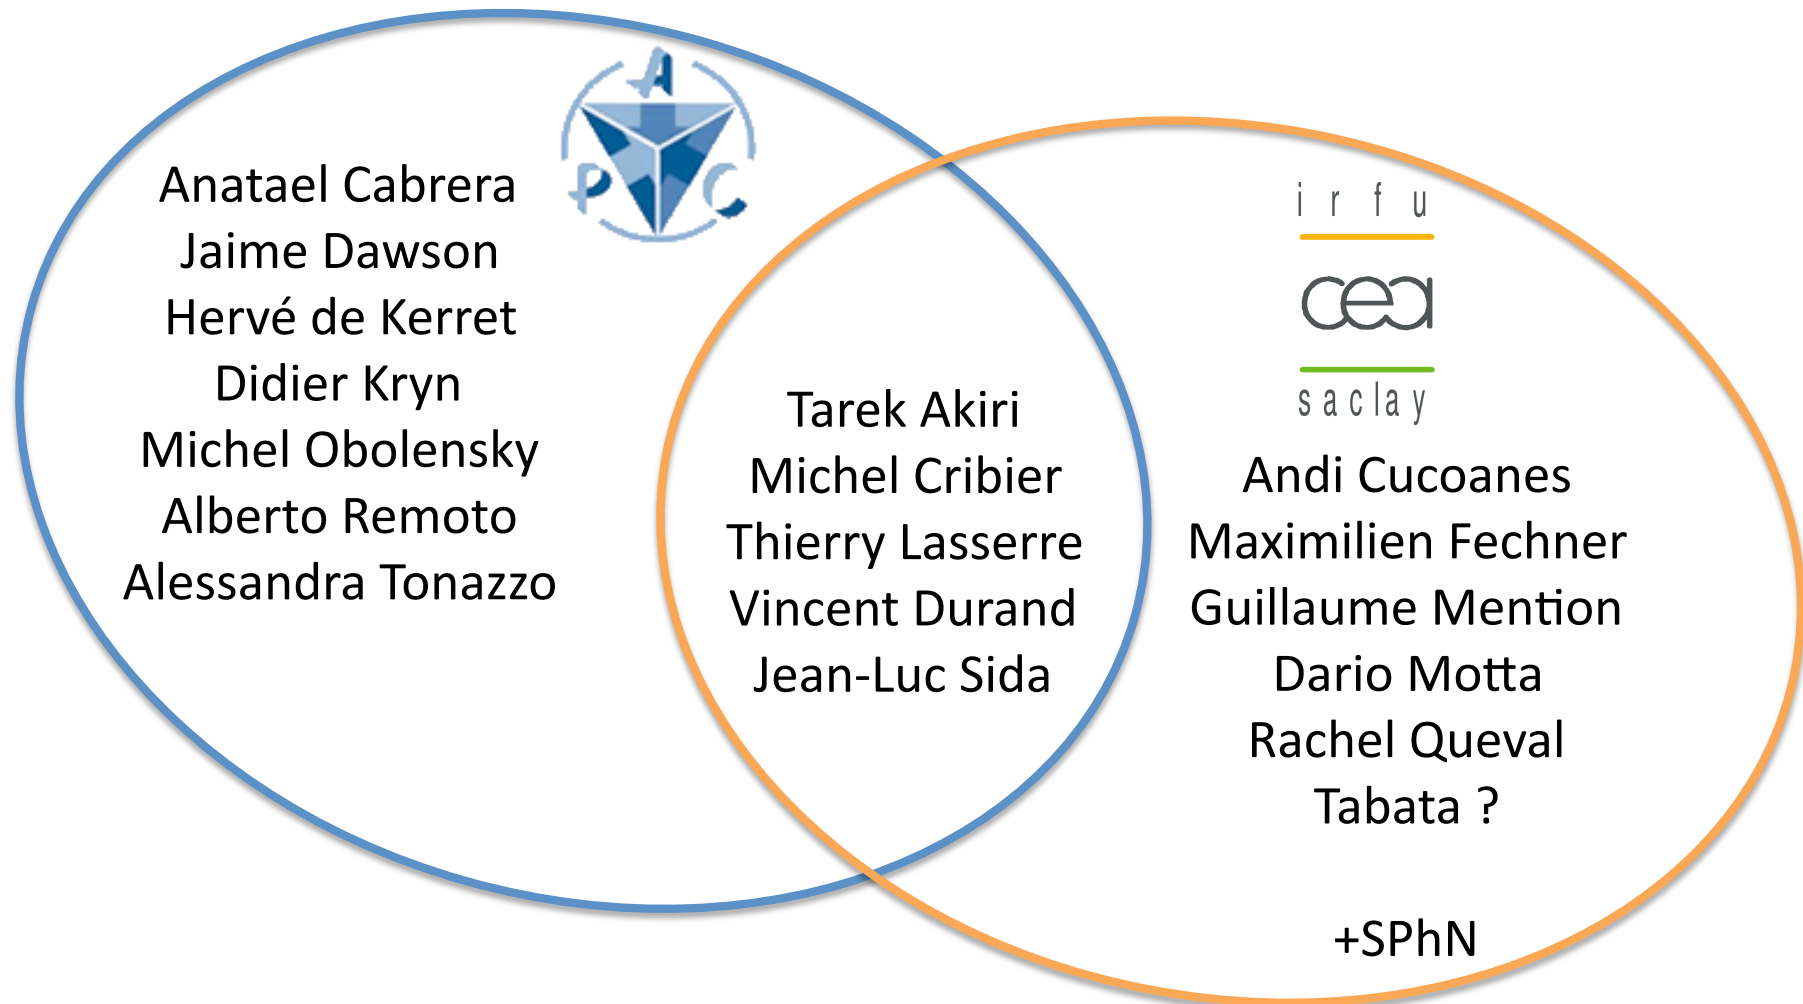 A
P C
Anatael Cabrera
Jaime Dawson
Hervé de Kerret
Didier Kryn
Michel Obolensky
Alberto Remoto
Alessandra Tonazzo
Tarek Akiri
Michel Cribier
Thierry Lasserre
Vincent Durand
Jean-Luc Sida
irfu
cea
saclay
Andi Cucoanes
Maximilien Fechner
Guillaume Mention
Dario Motta
Rachel Queval
Tabata ?
+SPhN